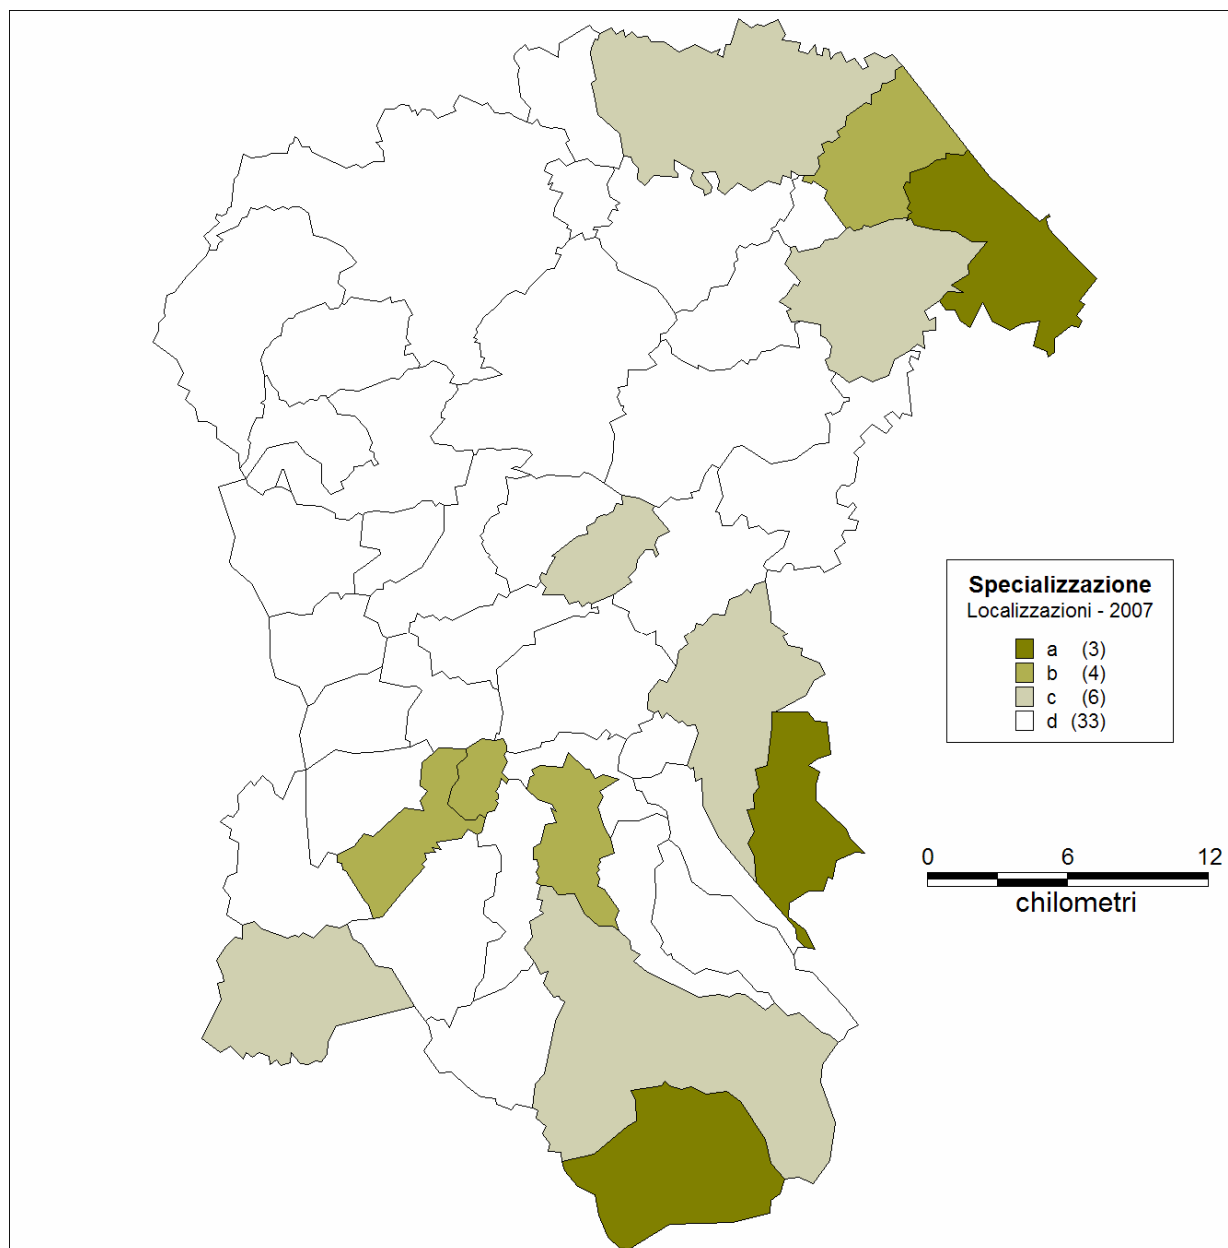 Specializzazione
Localizzazioni - 2007
a (3)
b (4)
c (6)
d (33)
0 6 12
chilometri